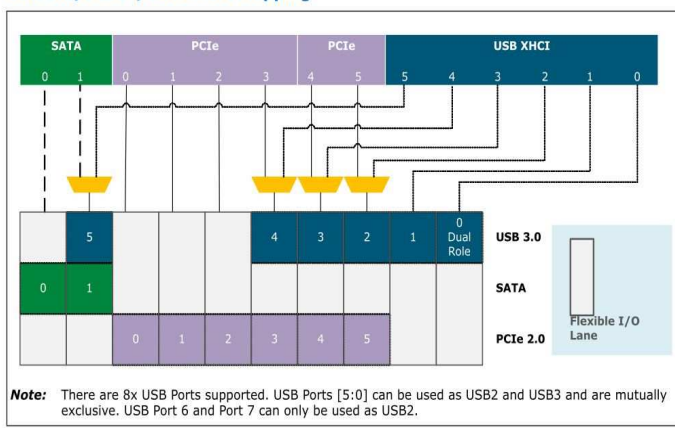 SATA PCIe PCIe USB XHCI
0 1 0 1 2 3 4 5 5 4 3 2 1 0
5 4 3 2 1 0 Dual Role USB 3.0
0 1 SATA
0 1 2 3 4 5 PCIe 2.0
Flexible I/O
Lane
Note: There are 8x USB Ports supported. USB Ports [5:0] can be used as USB2 and USB3 and are mutually
exclusive. USB Port 6 and Port 7 can only be used as USB2.